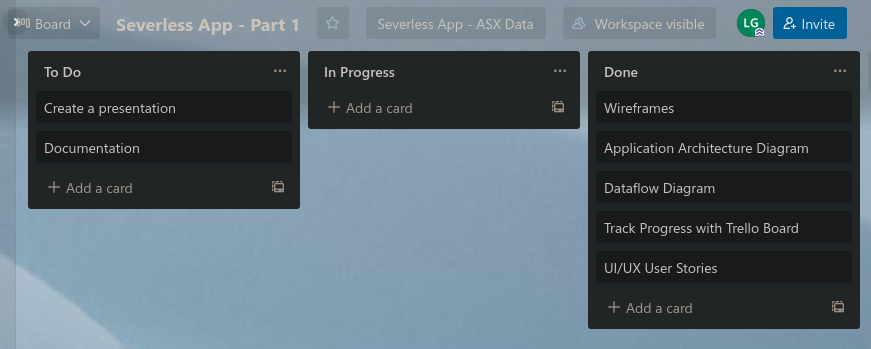 Board
Severless App - Part 1
Severless App - ASX Data
Workspace visible
LG
Invite
To Do
Create a presentation
Documentation
Add a card
In Progress
Add a card
Done
Wireframes
Application Architecture Diagram
Dataflow Diagram
Track Progress with Trello Board
UI/UX User Stories
Add a card